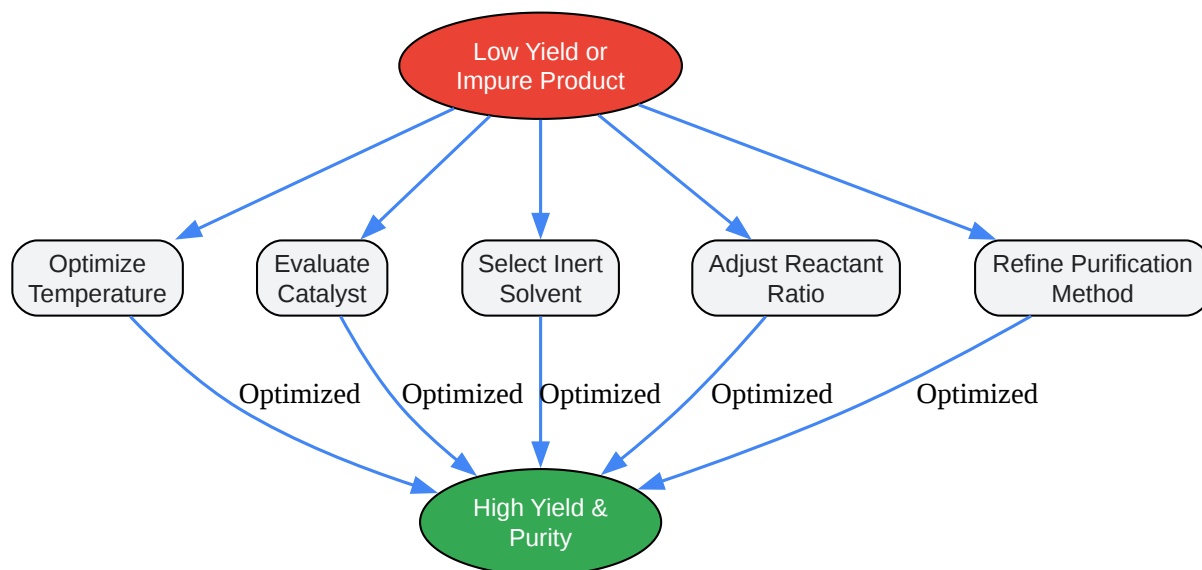 Low Yield or
Impure Product
Optimize
Temperature
Evaluate
Catalyst
Select Inert
Solvent
Adjust Reactant
Ratio
Refine Purification
Method
Optimized
Optimized
Optimized
Optimized
Optimized
High Yield &
Purity